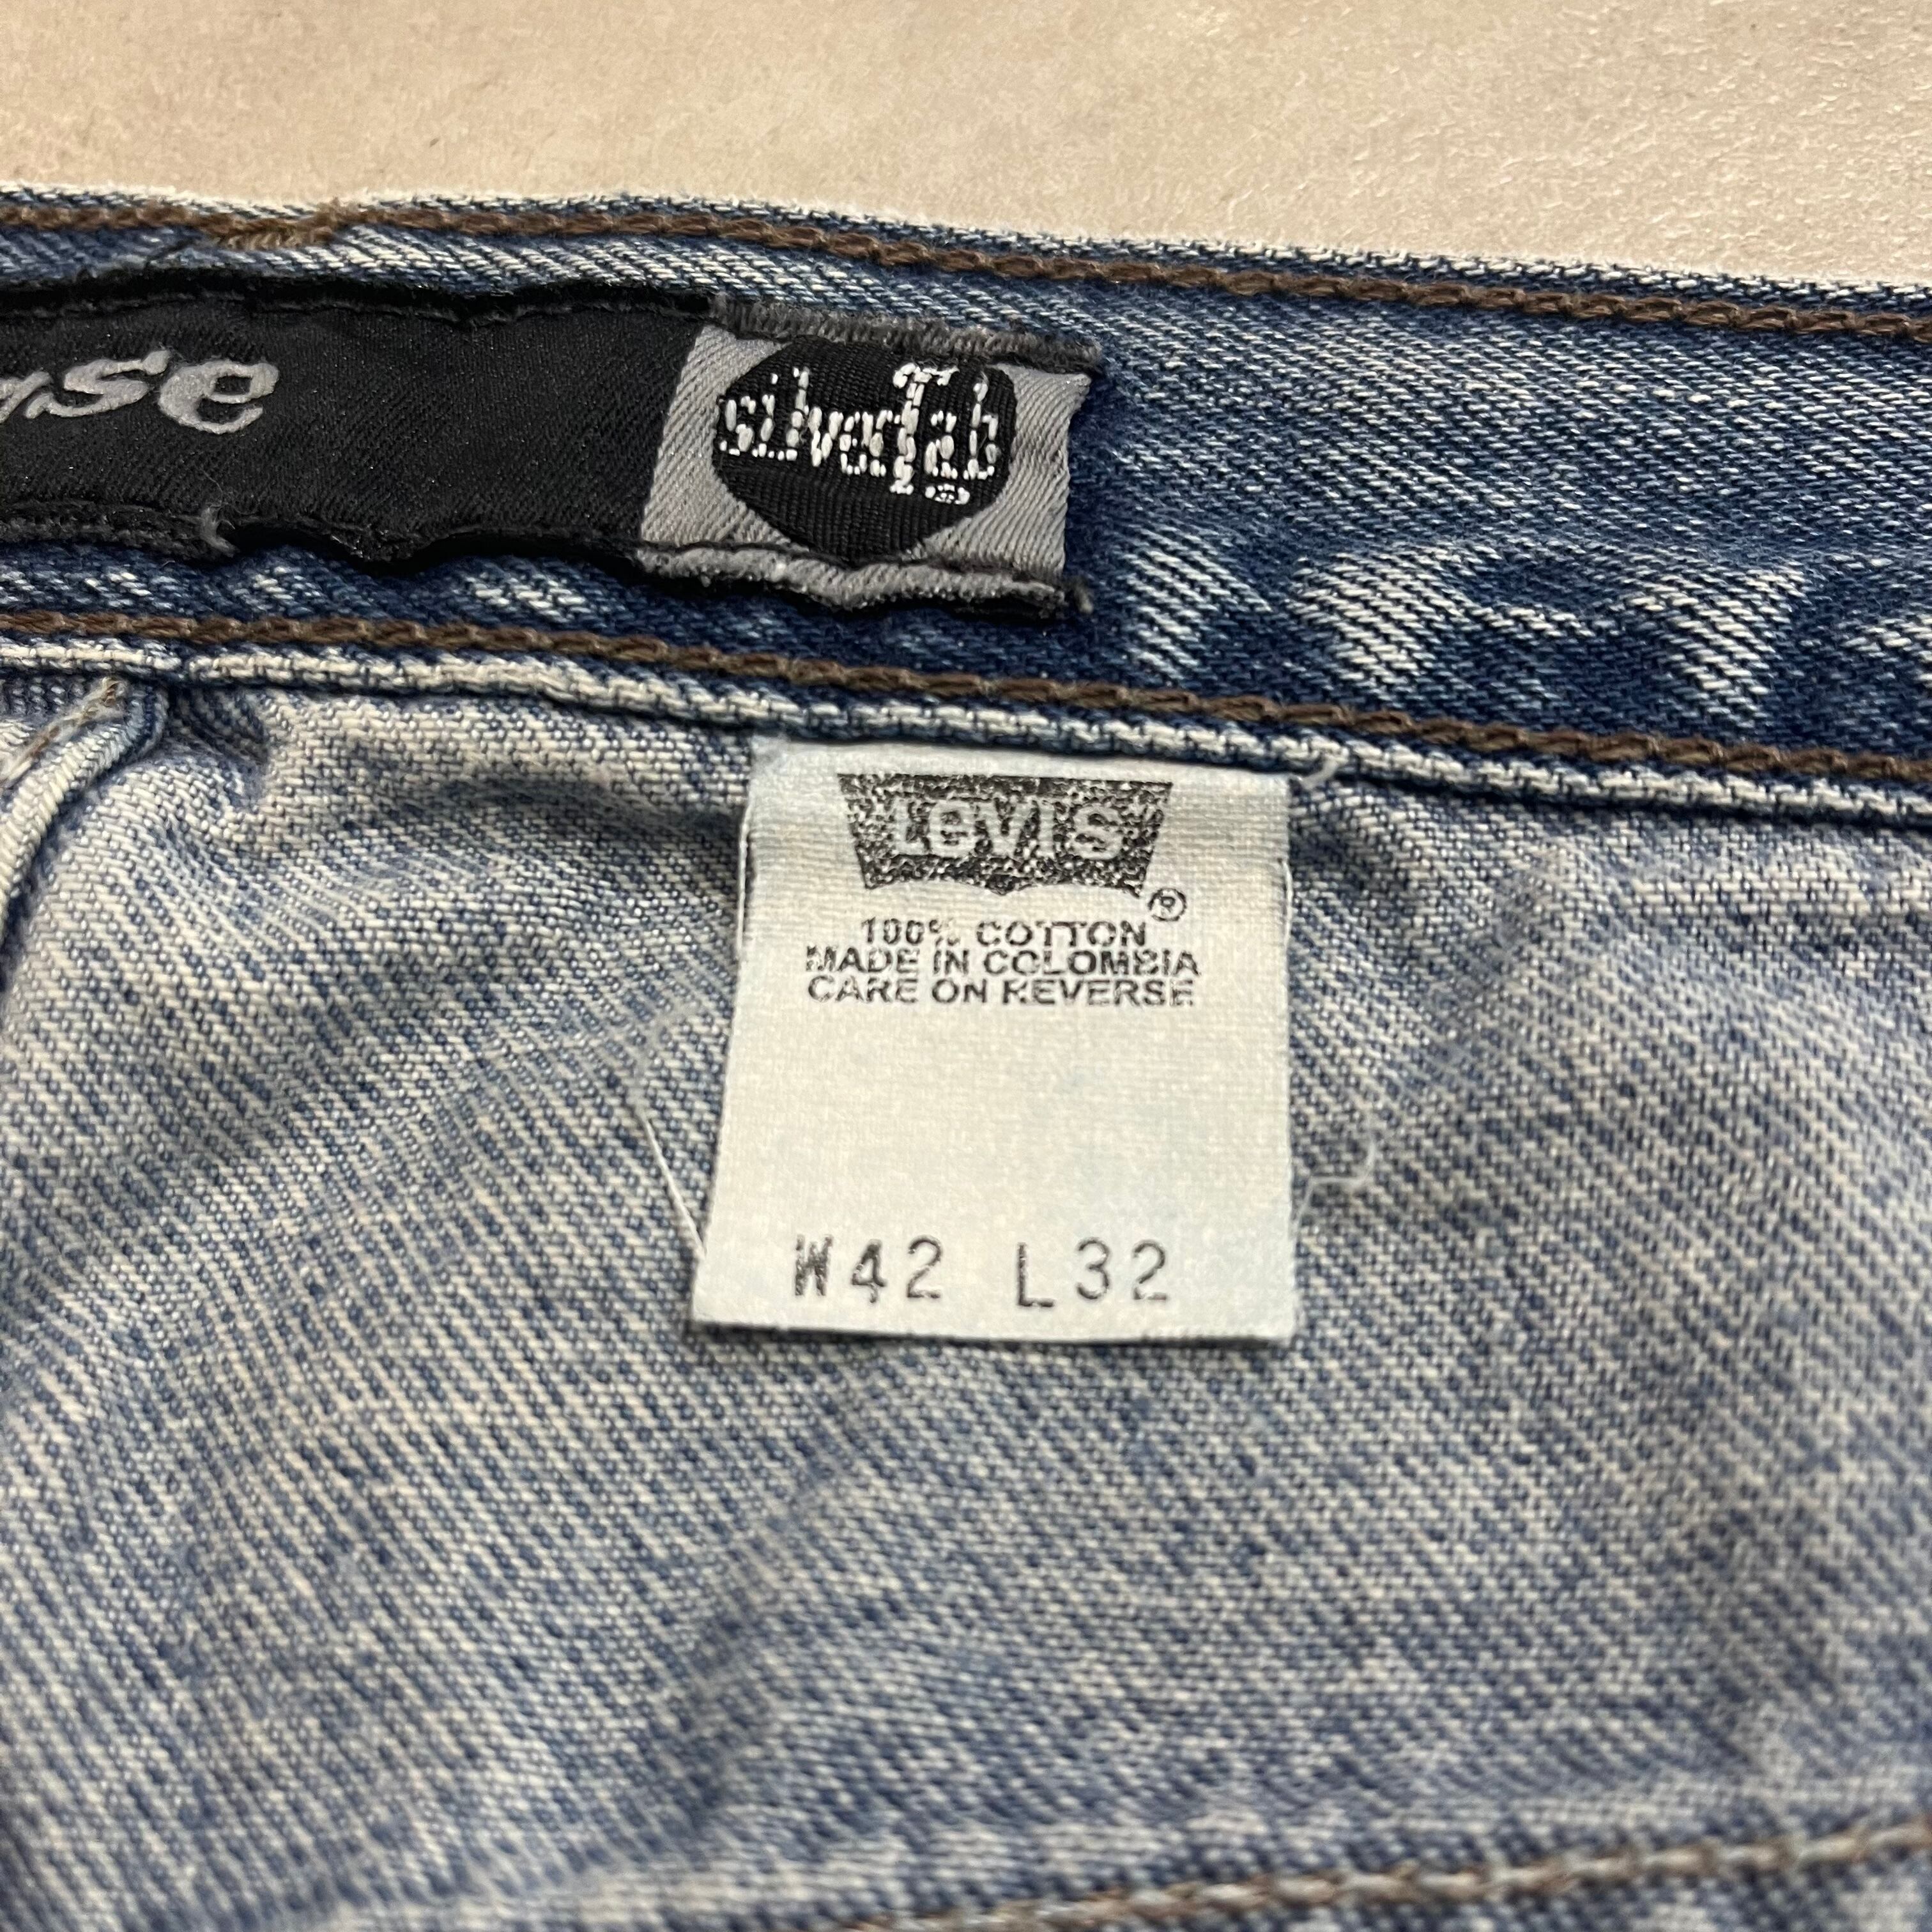 silverTab
®
Levi's
®
100% COTTON
MADE IN COLOMBIA
CARE ON REVERSE
W42 L32